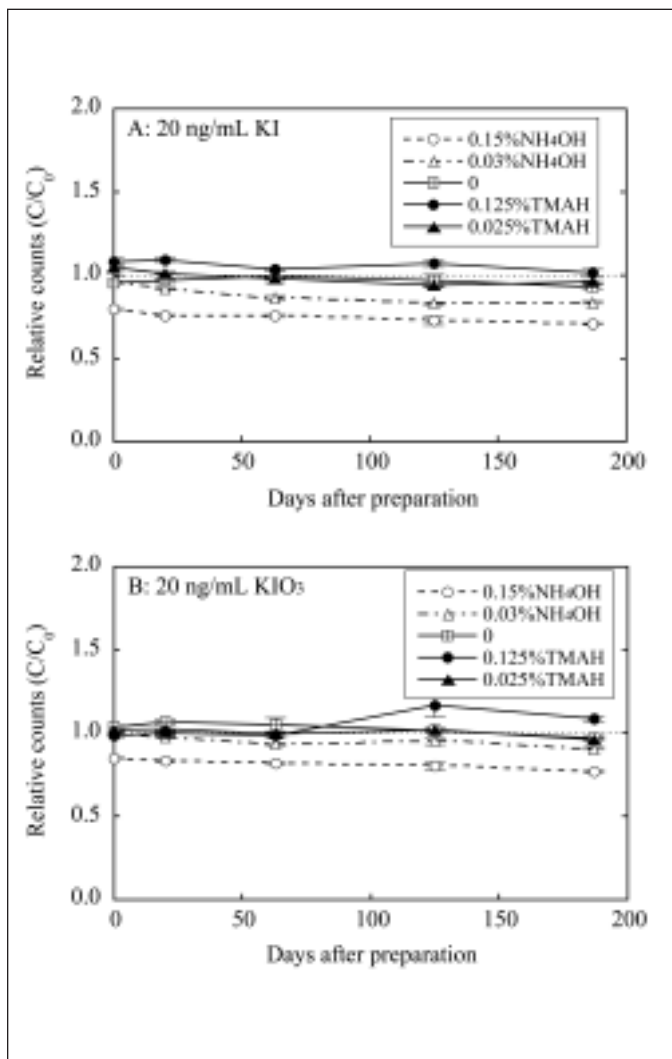 2.0
A: 20 ng/mL KI
0.15%NH4OH
0.03%NH4OH
0
0.125%TMAH
0.025%TMAH
1.5
1.0
0.5
0.0
Relative counts (C/C0)
0 50 100 150 200
Days after preparation
2.0
B: 20 ng/mL KIO3
0.15%NH4OH
0.03%NH4OH
0
0.125%TMAH
0.025%TMAH
1.5
1.0
0.5
0.0
Relative counts (C/C0)
0 50 100 150 200
Days after preparation